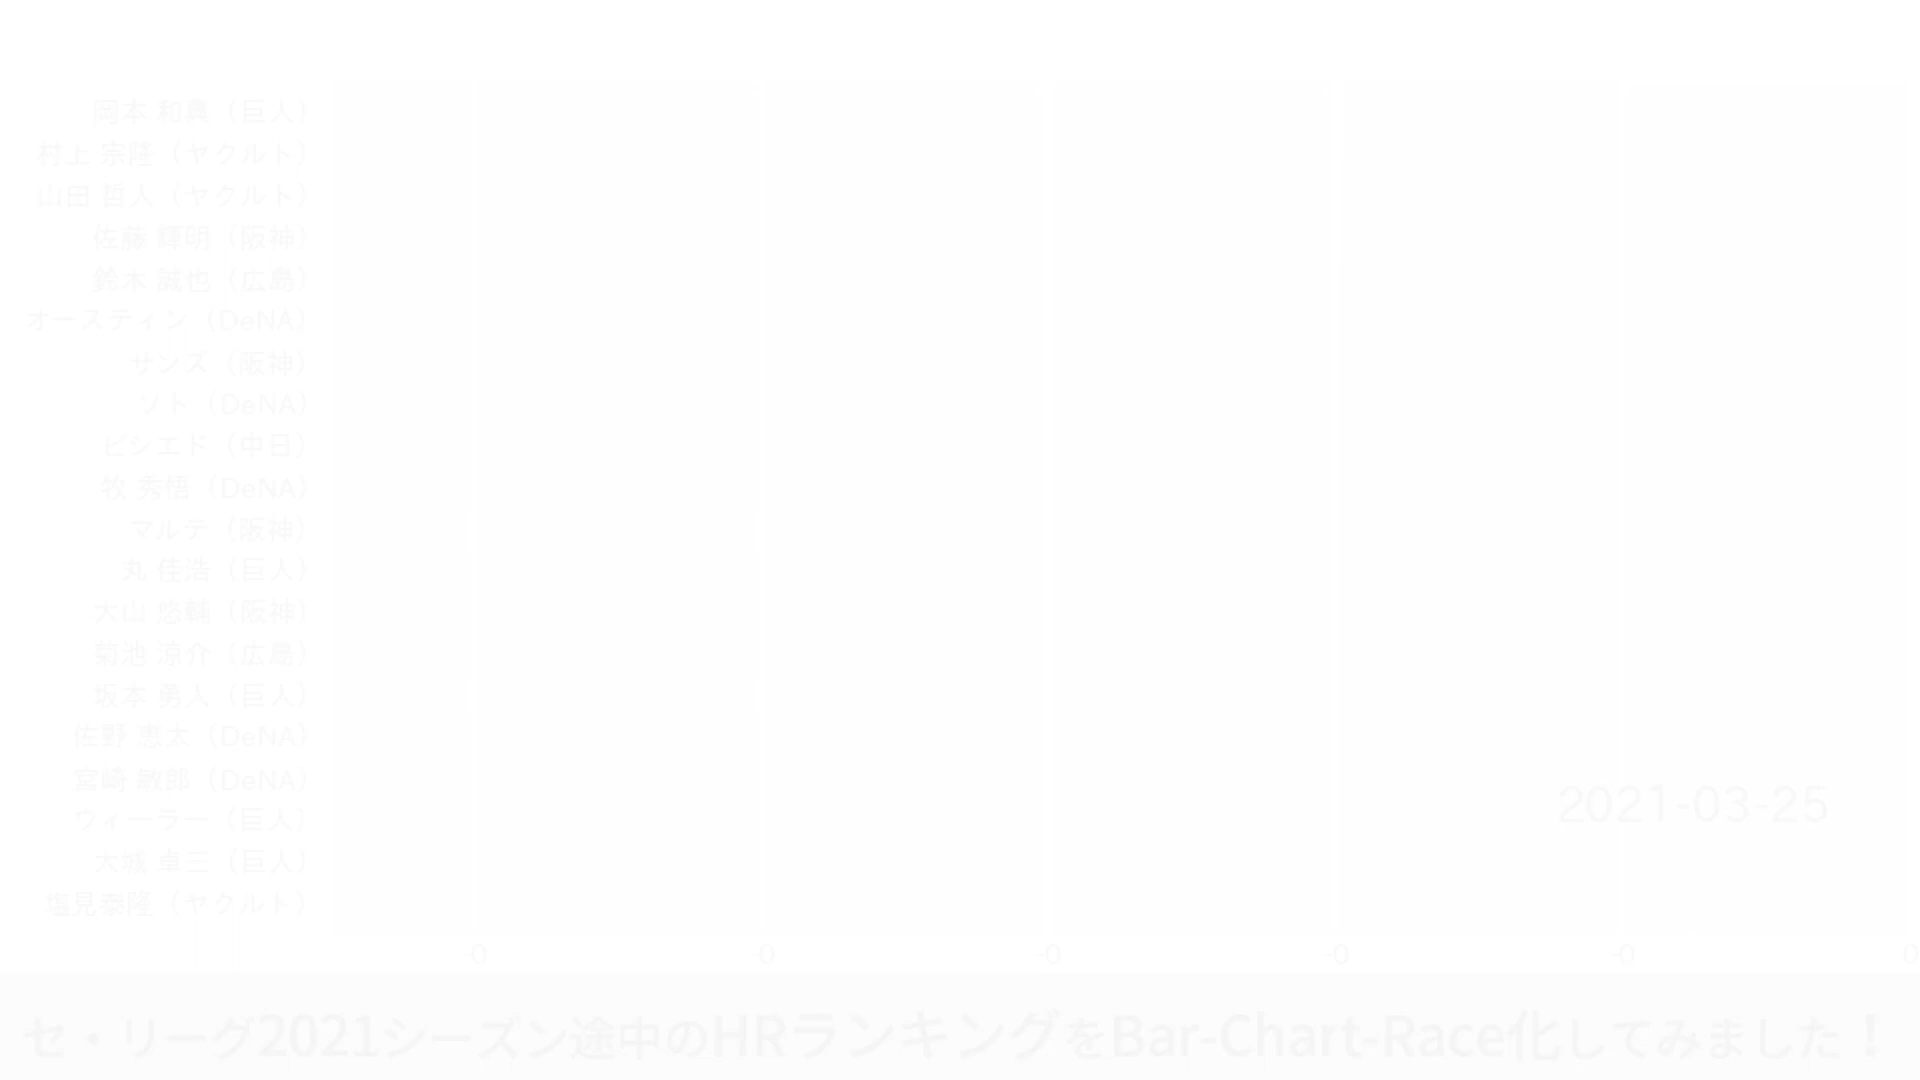 岡本 和真（巨人）
村上 宗隆（ヤクルト）
山田 哲人（ヤクルト）
佐藤 輝明（阪神）
鈴木 誠也（広島）
オースティン（DeNA）
サンズ（阪神）
ソト（DeNA）
ビシエド（中日）
牧 秀悟（DeNA）
マルテ（阪神）
丸 佳浩（巨人）
大山 悠輔（阪神）
菊池 涼介（広島）
坂本 勇人（巨人）
佐野 恵太（DeNA）
宮崎 敏郎（DeNA）
ウィーラー（巨人）
大城 卓三（巨人）
塩見泰隆（ヤクルト）
2021-03-25
-0 -0 -0 -0 -0 0
セ・リーグ2021シーズン途中のHRランキングをBar-Chart-Race化してみました！